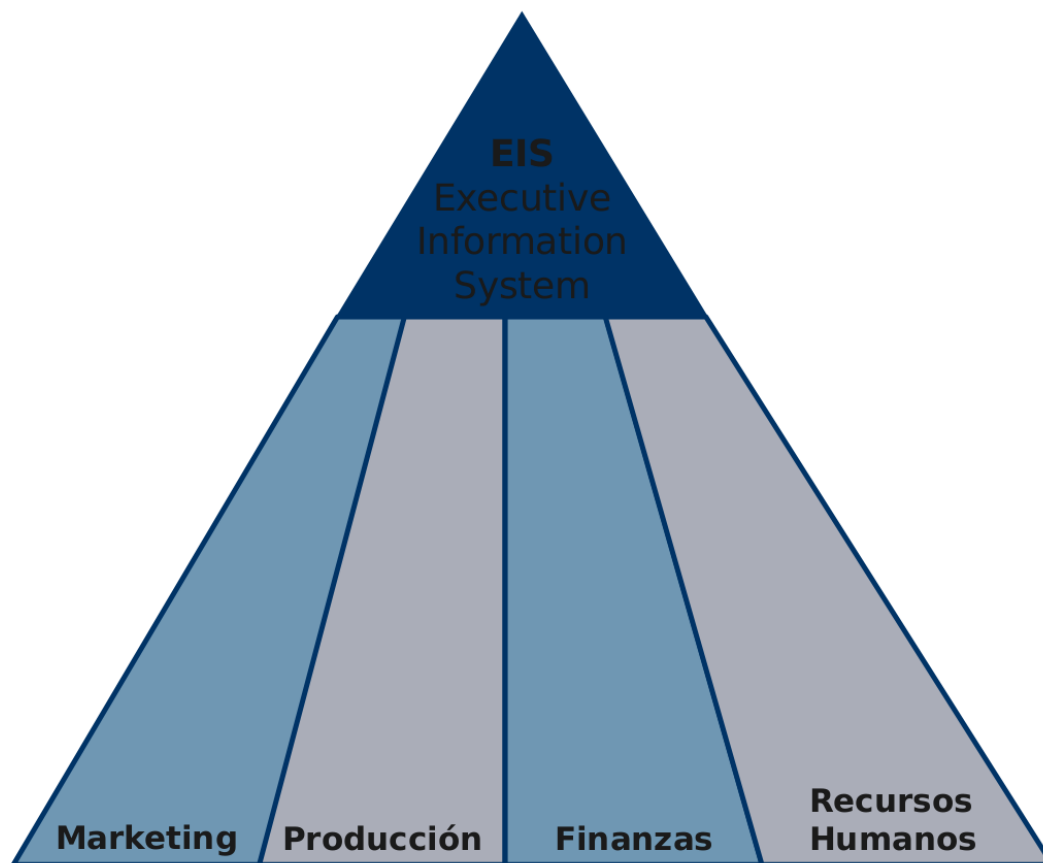 EIS
Executive
Information
System
Marketing
Producción
Finanzas
Recursos
Humanos